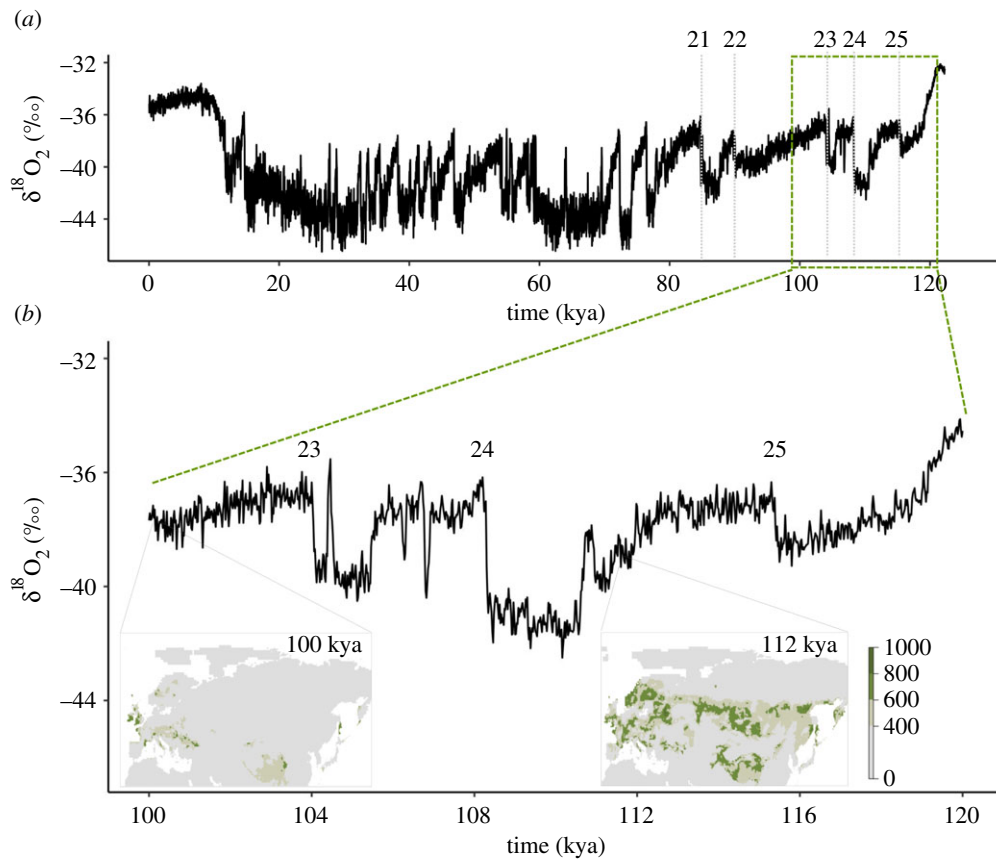 (a)
21 22 23 24 25
−32
−36
−40
−44
δ¹⁸O₂ (‰)
0 20 40 60 80 100 120
time (kya)
(b)
−32
−36
−40
−44
δ¹⁸O₂ (‰)
23 24 25
100 kya
112 kya
1000
800
600
400
0
100 104 108 112 116 120
time (kya)